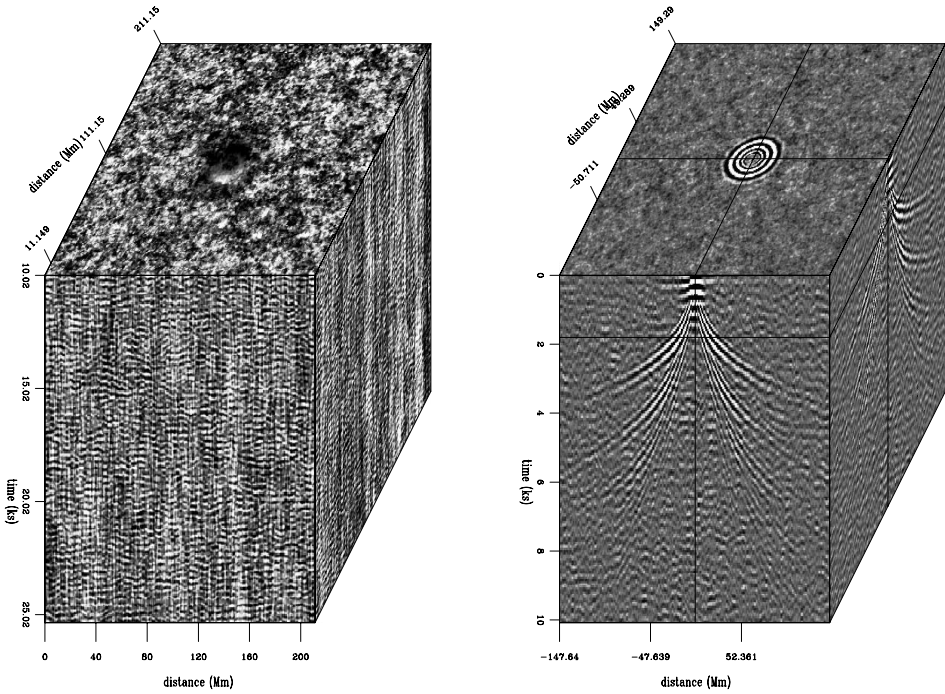 211.15
111.15
distance (Mm)
11.149
10.02
15.02
20.02
25.02
time (ks)
0 40 80 120 160 200
distance (Mm)
149.29
49.289
distance (Mm)
-50.711
0
2
4
6
8
10
time (ks)
-147.64 -47.639 52.361
distance (Mm)